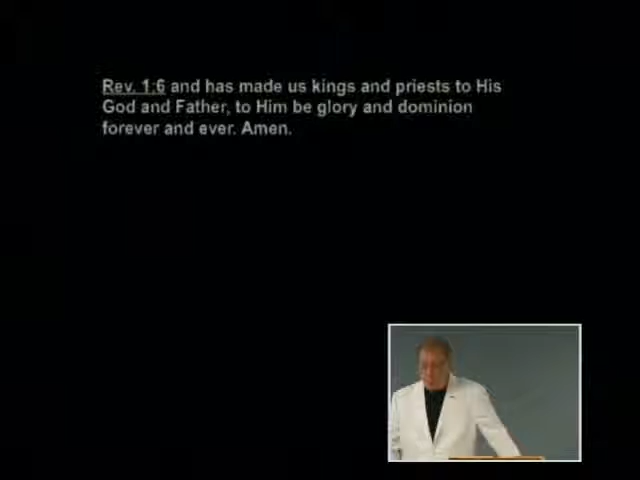 Rev. 1:6 and has made us kings and priests to His
God and Father, to Him be glory and dominion
forever and ever. Amen.